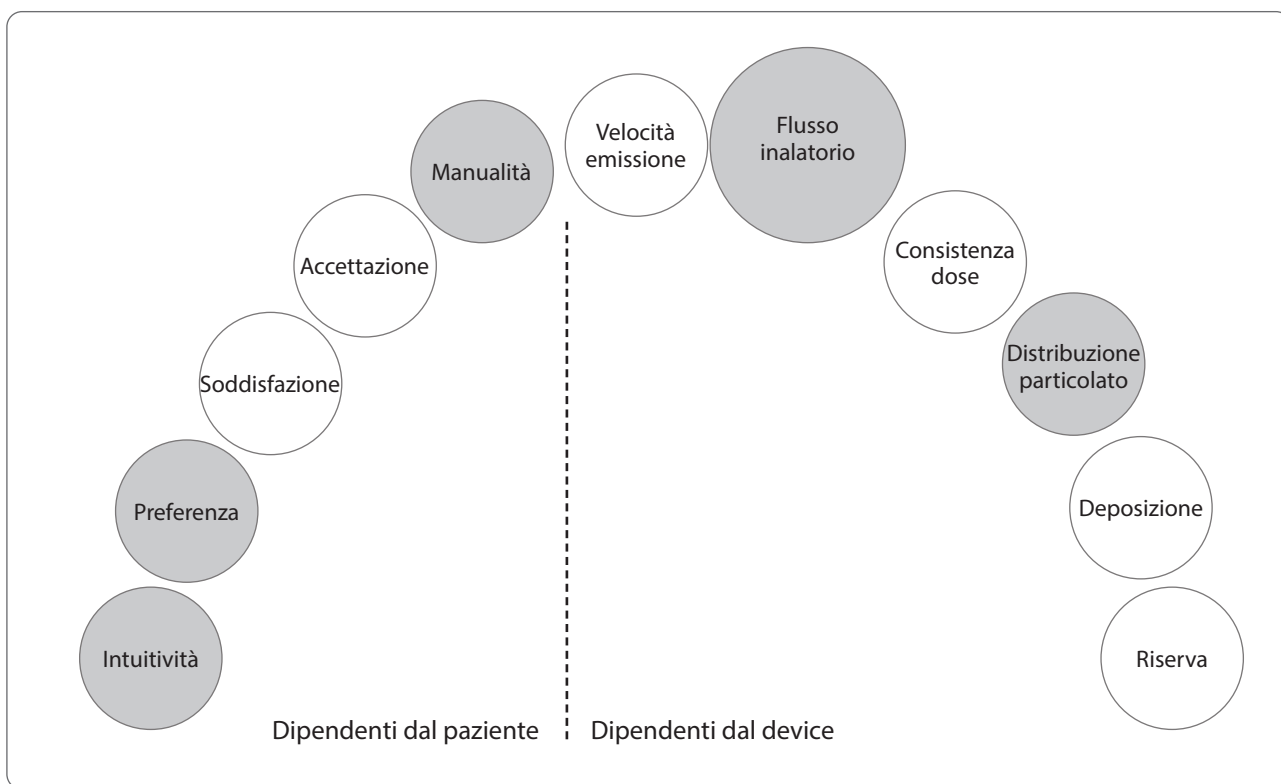 Velocità
emissione
Flusso
inalatorio
Manualità
Consistenza
dose
Accettazione
Distribuzione
particolato
Soddisfazione
Preferenza
Deposizione
Intuitività
Riserva
Dipendenti dal paziente
Dipendenti dal device